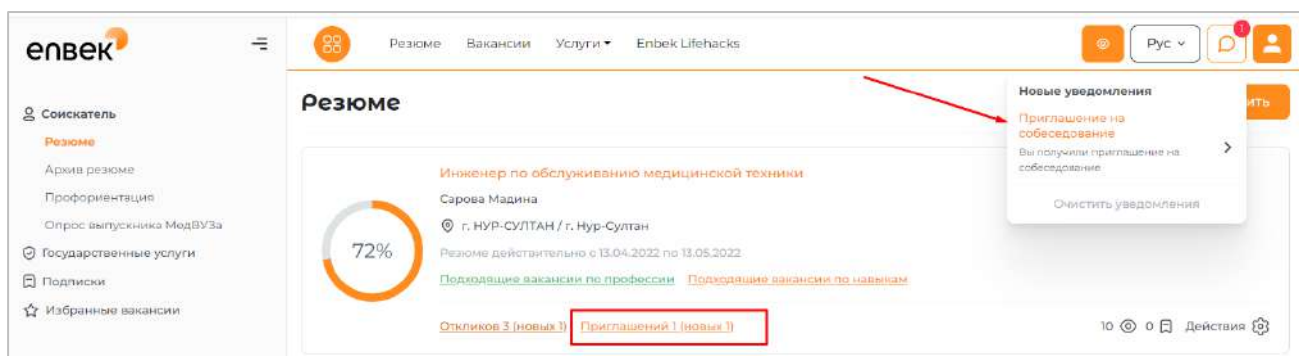 enbek
Резюме Вакансии Услуги Enbek Lifehacks
Рус
1
Соискатель
Резюме
Архив резюме
Профориентация
Опрос выпускника МедВУЗа
Государственные услуги
Подписки
Избранные вакансии
Резюме
ить
Новые уведомления
Приглашение на
собеседование
Вы получили приглашение на
собеседование
Очистить уведомления
72%
Инженер по обслуживанию медицинской техники
Сарова Мадина
г. НУР-СУЛТАН / г. Нур-Султан
Резюме действительно с 13.04.2022 по 13.05.2022
Подходящие вакансии по профессии Подходящие вакансии по навыкам
Откликов 3 (новых 1) Приглашений 1 (новых 1)
10 0 Действия